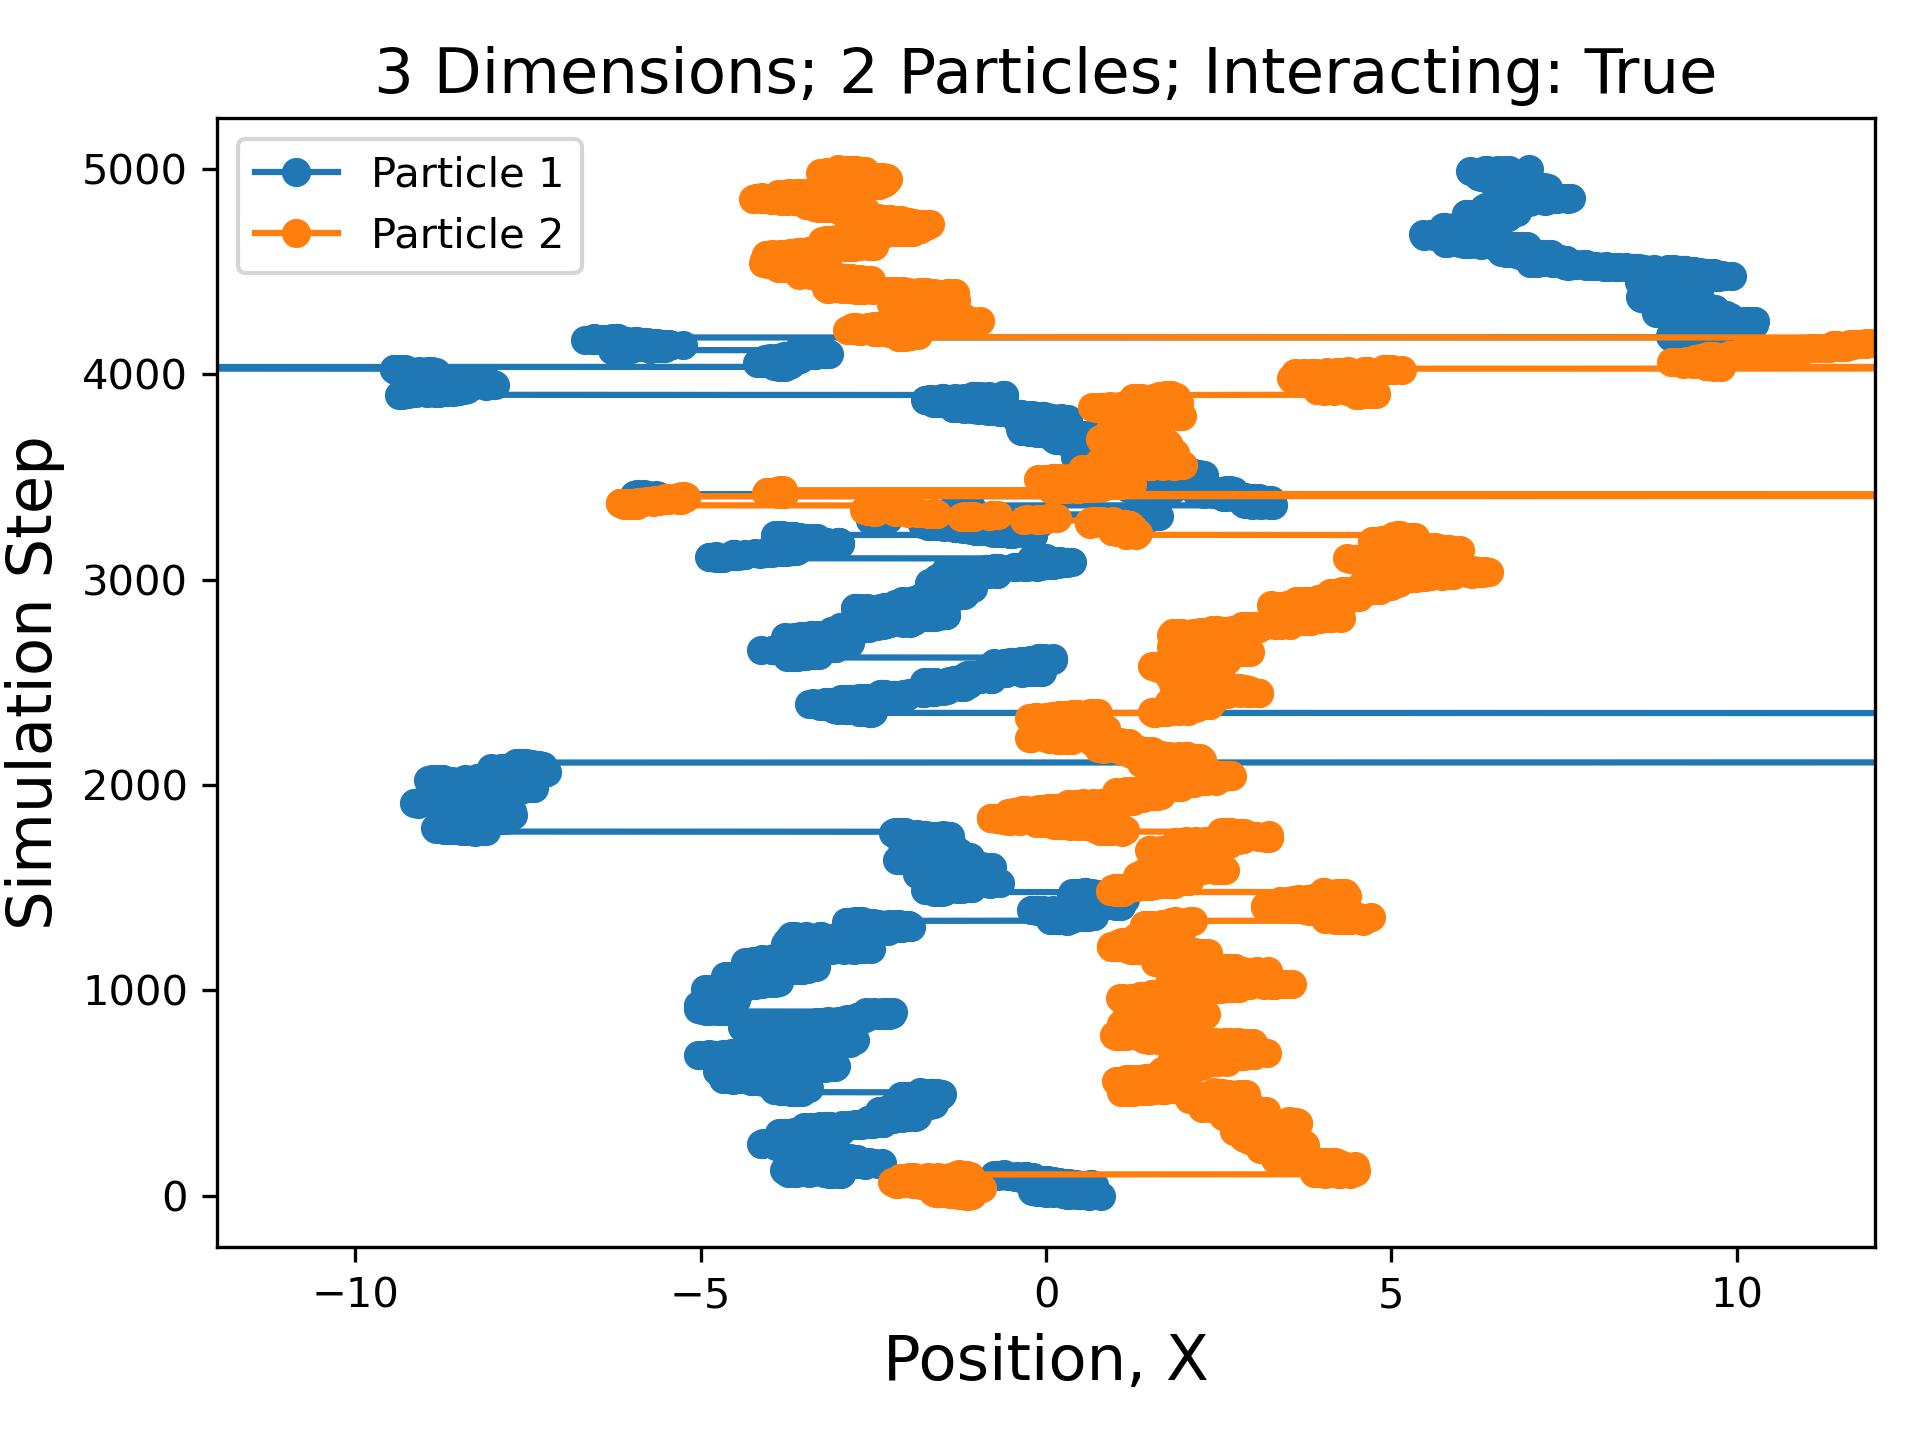 3 Dimensions; 2 Particles; Interacting: True
Particle 1
Particle 2
5000
4000
3000
2000
1000
0
Simulation Step
−10 −5 0 5 10
Position, X